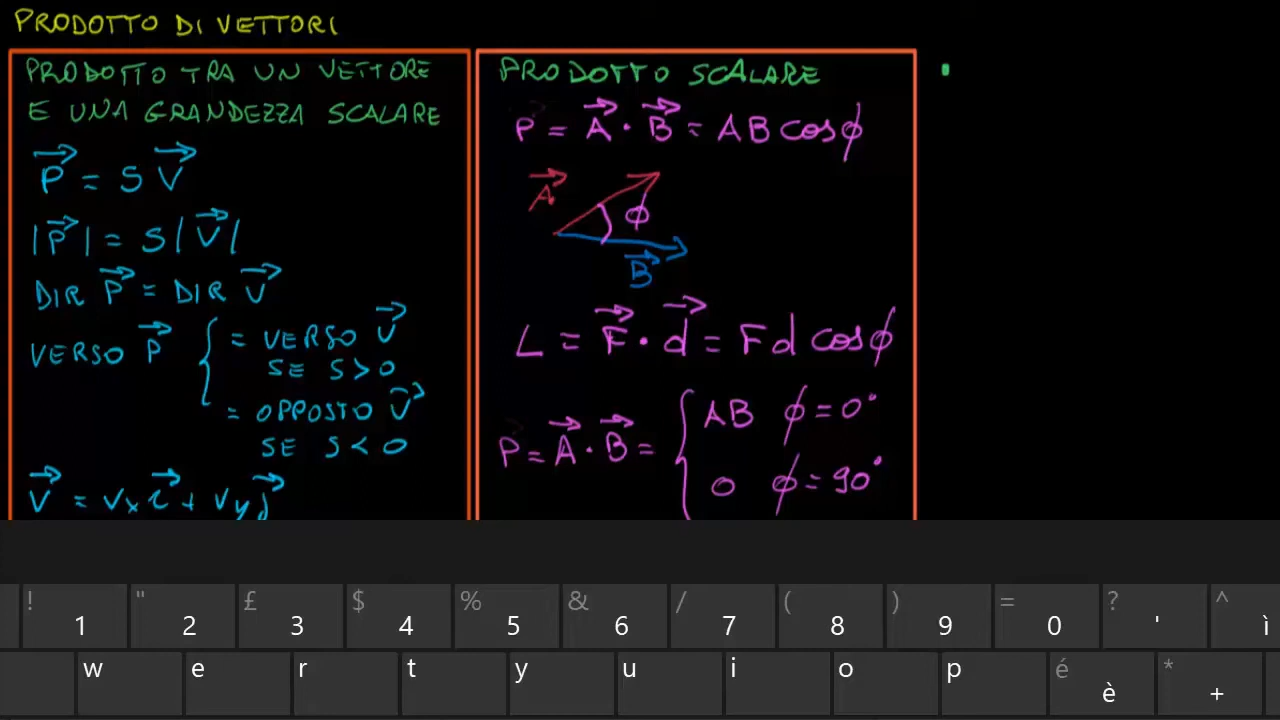 PRODOTTO DI VETTORI
PRODOTTO TRA UN VETTORE
E UNA GRANDEZZA SCALARE
P⃗ = S V⃗
|P⃗| = S |V⃗|
DIR P⃗ = DIR V⃗
VERSO P⃗ { = VERSO V⃗
SE S > 0
= OPPOSTO V⃗
SE S < 0
V⃗ = Vx i⃗ + Vy j⃗
PRODOTTO SCALARE
P = A⃗ · B⃗ = AB cos ϕ
A⃗
ϕ
B⃗
L = F⃗ · d⃗ = F d cos ϕ
P = A⃗ · B⃗ = { AB ϕ = 0°
0 ϕ = 90°
! 1 " 2 £ 3 $ 4 % 5 & 6 / 7 ( 8 ) 9 = 0 ? ' ^ ì
w e r t y u i o p é è * +